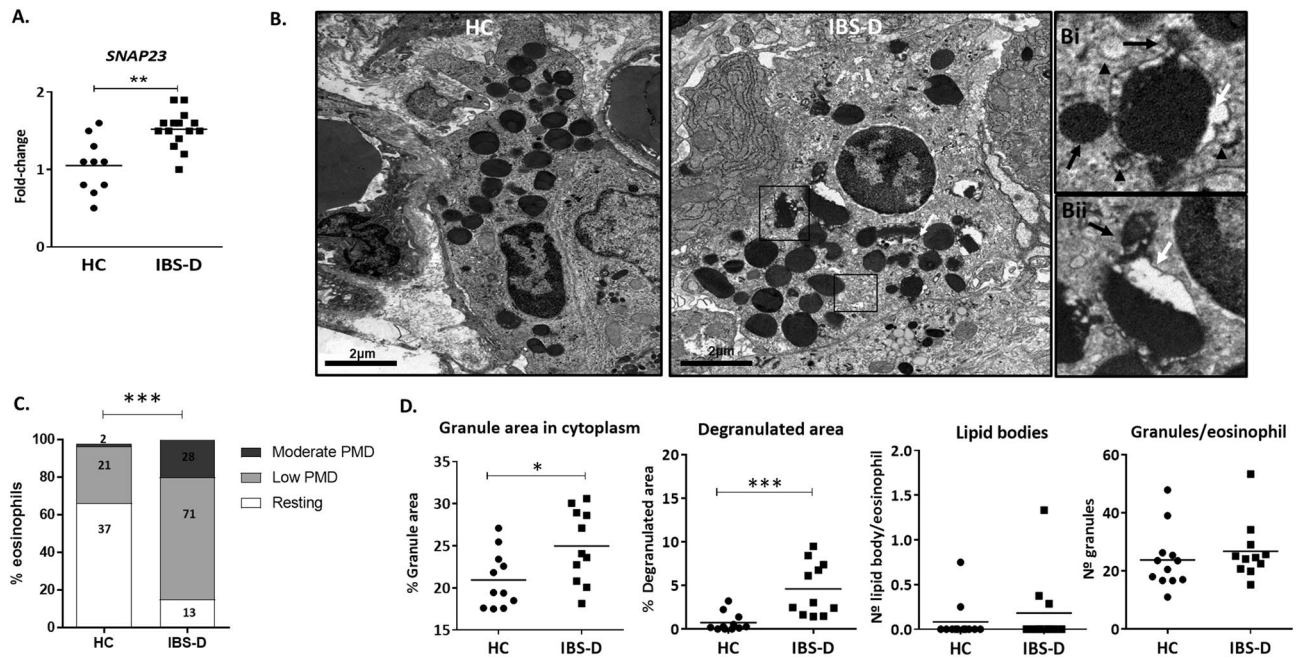 A.
SNAP23
**
Fold-change
2
1
0
HC
IBS-D
B.
HC
2µm
IBS-D
2µm
Bi
Bii
C.
***
% eosinophils
100
80
60
40
20
0
2
21
37
28
71
13
HC
IBS-D
Moderate PMD
Low PMD
Resting
D.
Granule area in cytoplasm
*
% Granule area
35
30
25
20
15
HC
IBS-D
Degranulated area
***
% Degranulated area
20
15
10
5
0
HC
IBS-D
Lipid bodies
Nº lipid body/eosinophil
2.0
1.5
1.0
0.5
0.0
HC
IBS-D
Granules/eosinophil
Nº granules
60
40
20
0
HC
IBS-D